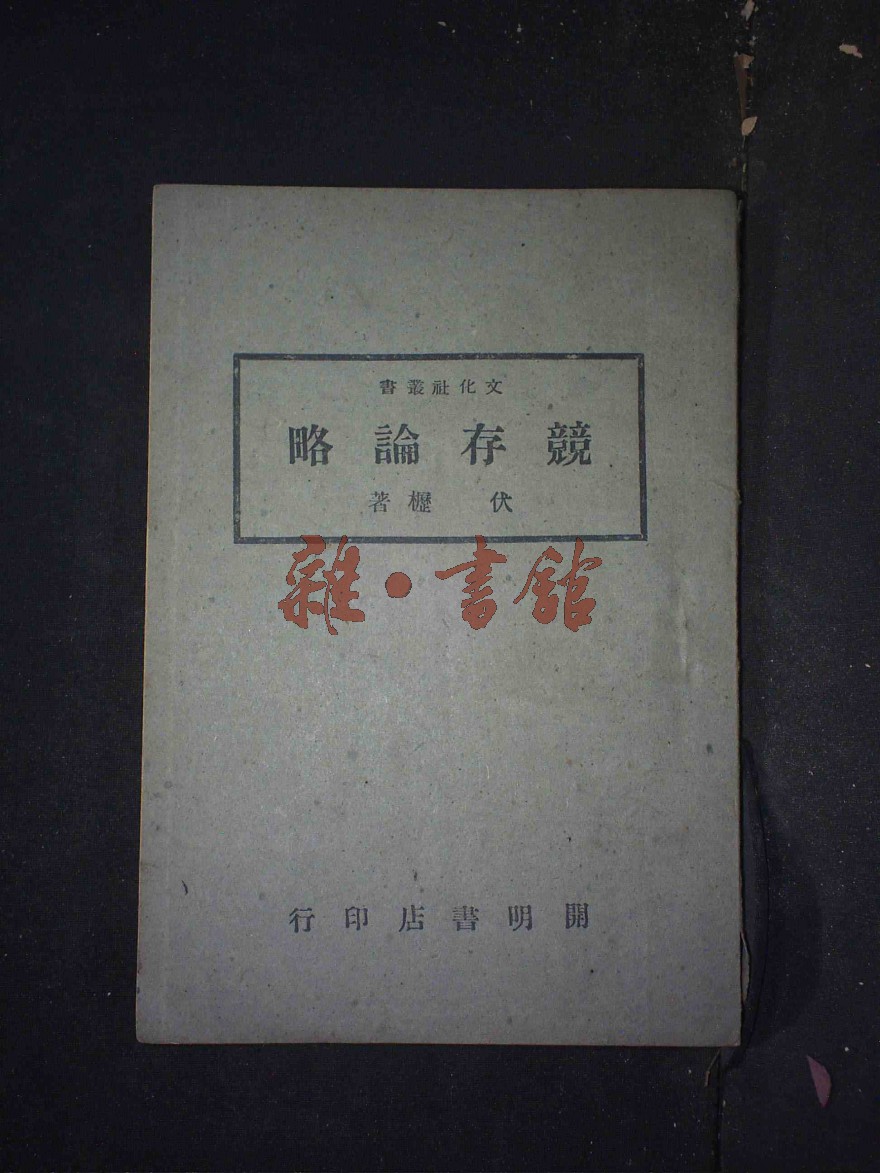 文化社叢書
競存論略
伏櫪著
雜·書館
開明書店印行